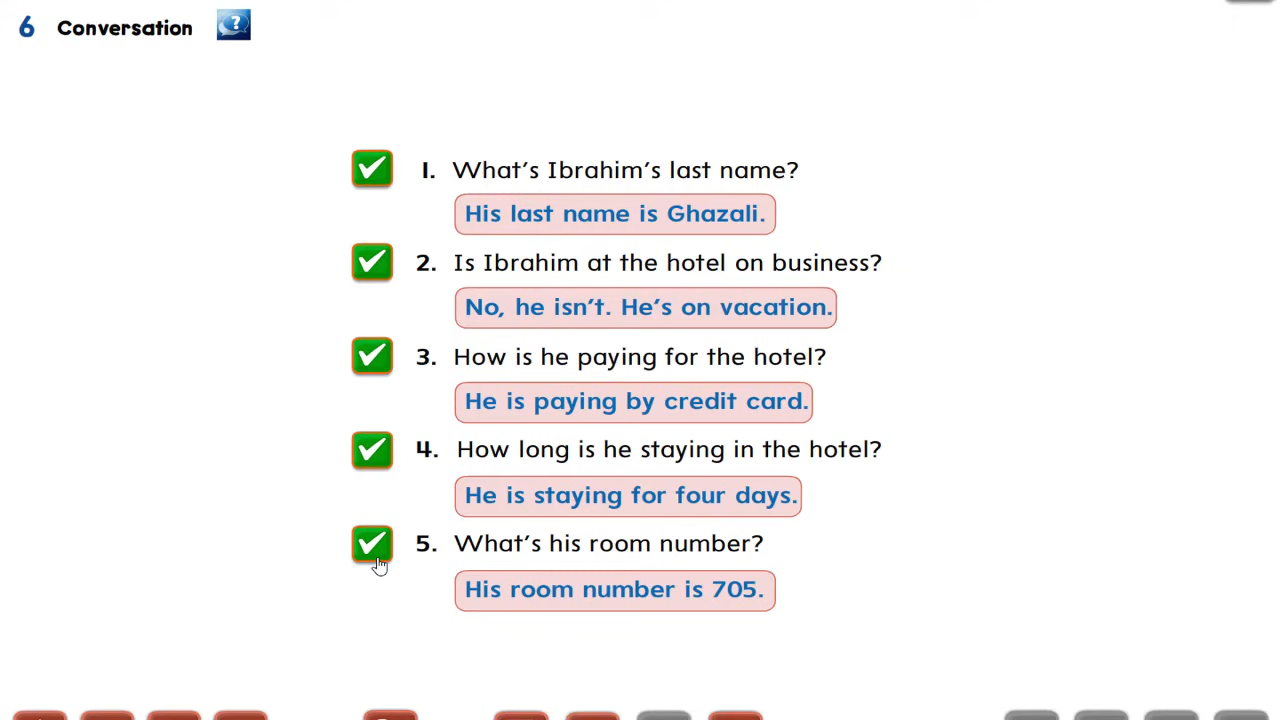 6 Conversation ?
1. What's Ibrahim's last name?
His last name is Ghazali.
2. Is Ibrahim at the hotel on business?
No, he isn't. He's on vacation.
3. How is he paying for the hotel?
He is paying by credit card.
4. How long is he staying in the hotel?
He is staying for four days.
5. What's his room number?
His room number is 705.